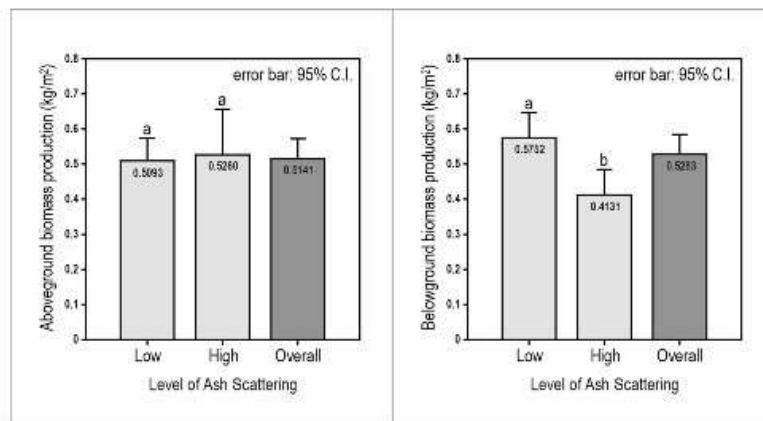 Aboveground biomass production (kg/m²)
0.8
0.7
0.6
0.5
0.4
0.3
0.2
0.1
0
error bar: 95% C.I.
a
a
0.5093
0.5260
0.5141
Low High Overall
Level of Ash Scattering
Belowground biomass production (kg/m²)
0.8
0.7
0.6
0.5
0.4
0.3
0.2
0.1
0
error bar: 95% C.I.
a
b
0.5752
0.4131
0.5283
Low High Overall
Level of Ash Scattering